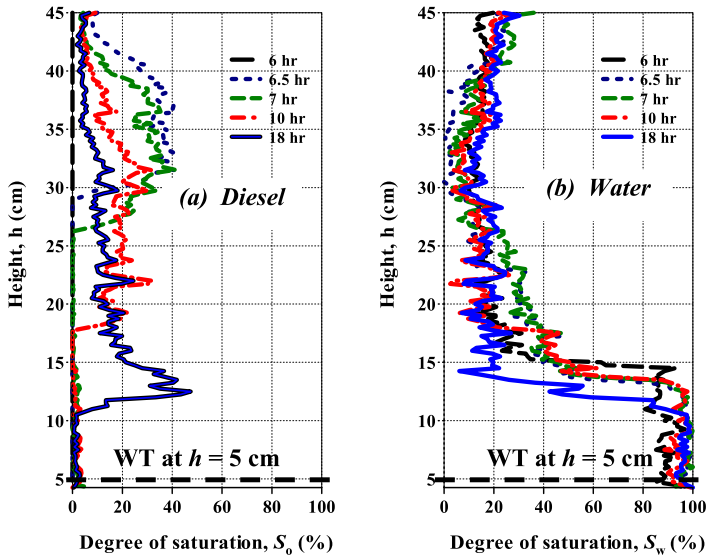 45
40
35
30
25
20
15
10
5
Height, h (cm)
6 hr
6.5 hr
7 hr
10 hr
18 hr
(a) Diesel
WT at h = 5 cm
0 20 40 60 80 100
Degree of saturation, So (%)
45
40
35
30
25
20
15
10
5
Height, h (cm)
6 hr
6.5 hr
7 hr
10 hr
18 hr
(b) Water
WT at h = 5 cm
0 20 40 60 80 100
Degree of saturation, Sw (%)